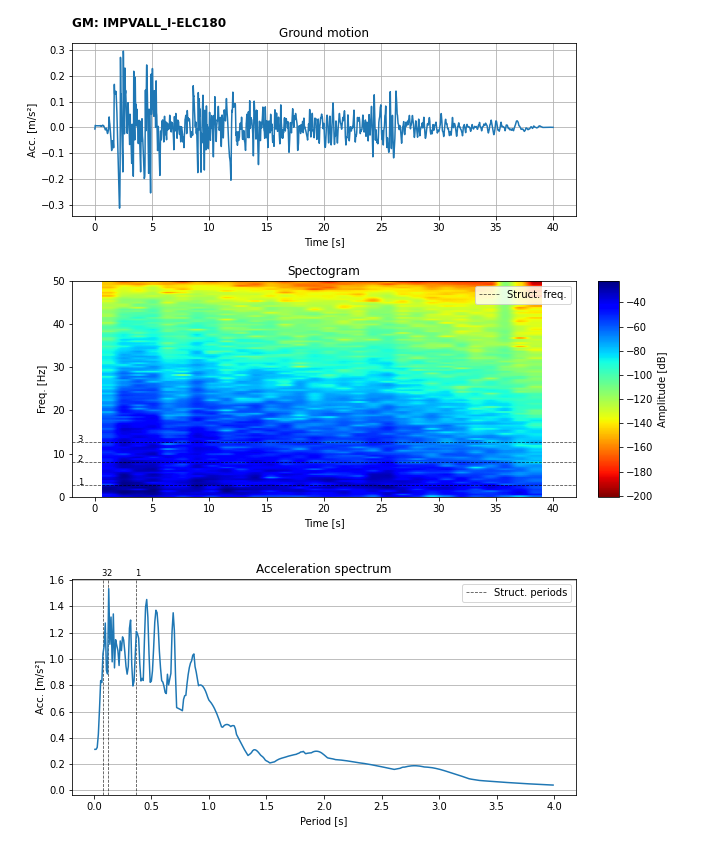 GM: IMPVALL_I-ELC180
Ground motion
0.3
0.2
0.1
0.0
−0.1
−0.2
−0.3
Acc. [m/s²]
0 5 10 15 20 25 30 35 40
Time [s]
Spectogram
50
40
30
20
10
0
Freq. [Hz]
Struct. freq.
3
2
1
0 5 10 15 20 25 30 35 40
Time [s]
−40
−60
−80
−100
−120
−140
−160
−180
−200
Amplitude [dB]
Acceleration spectrum
32 1
1.6
1.4
1.2
1.0
0.8
0.6
0.4
0.2
0.0
Acc. [m/s²]
Struct. periods
0.0 0.5 1.0 1.5 2.0 2.5 3.0 3.5 4.0
Period [s]